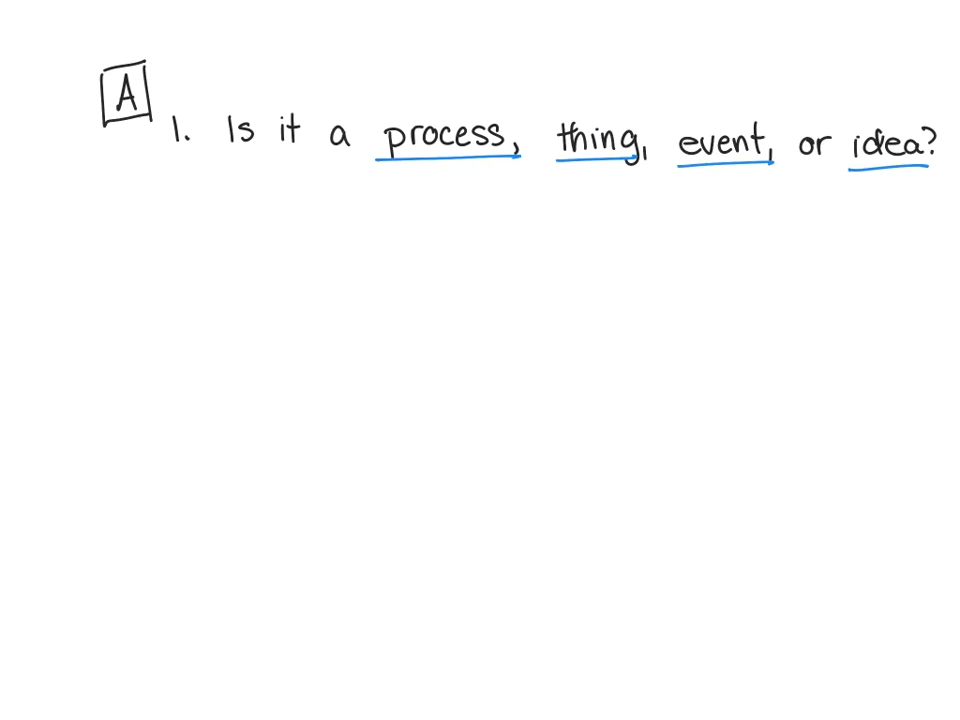 A
1. Is it a process, thing, event, or idea?